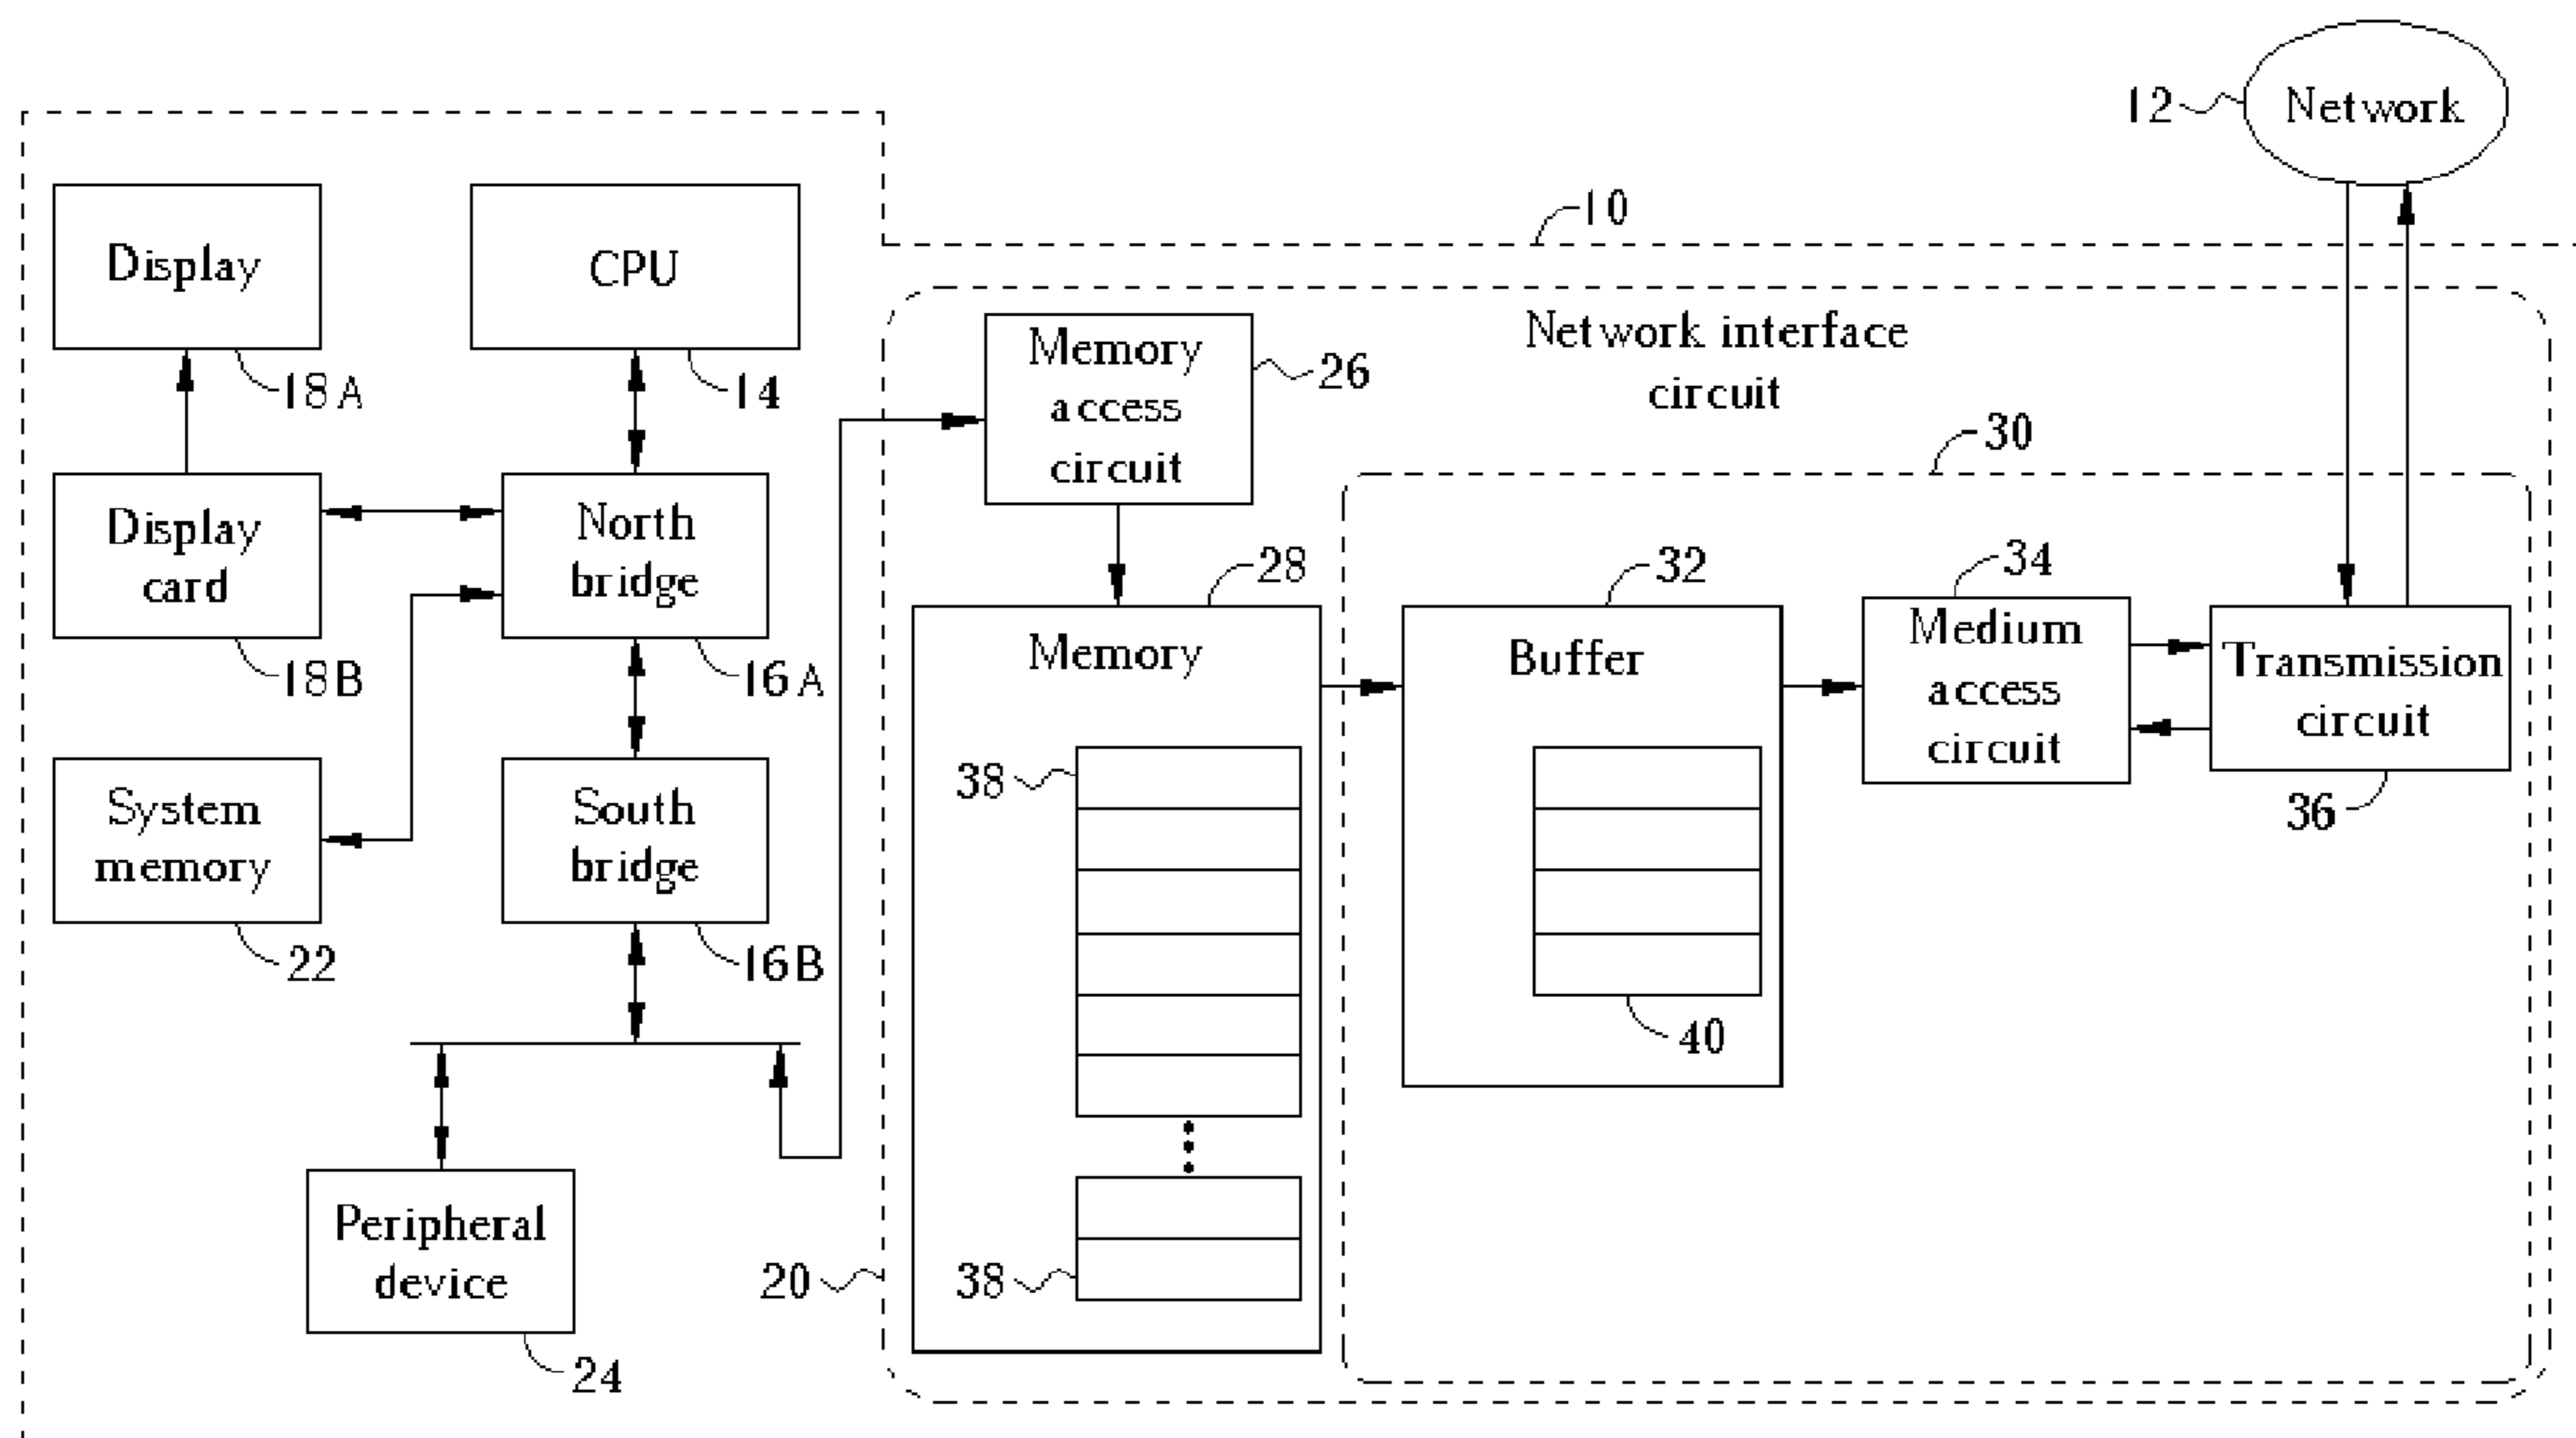 12
Network
10
Display
18A
CPU
14
Display
card
18B
North
bridge
16A
System
memory
22
South
bridge
16B
Peripheral
device
24
Network interface
circuit
20
Memory
access
circuit
26
Memory
28
38
38
30
Buffer
32
40
Medium
access
circuit
34
Transmission
circuit
36